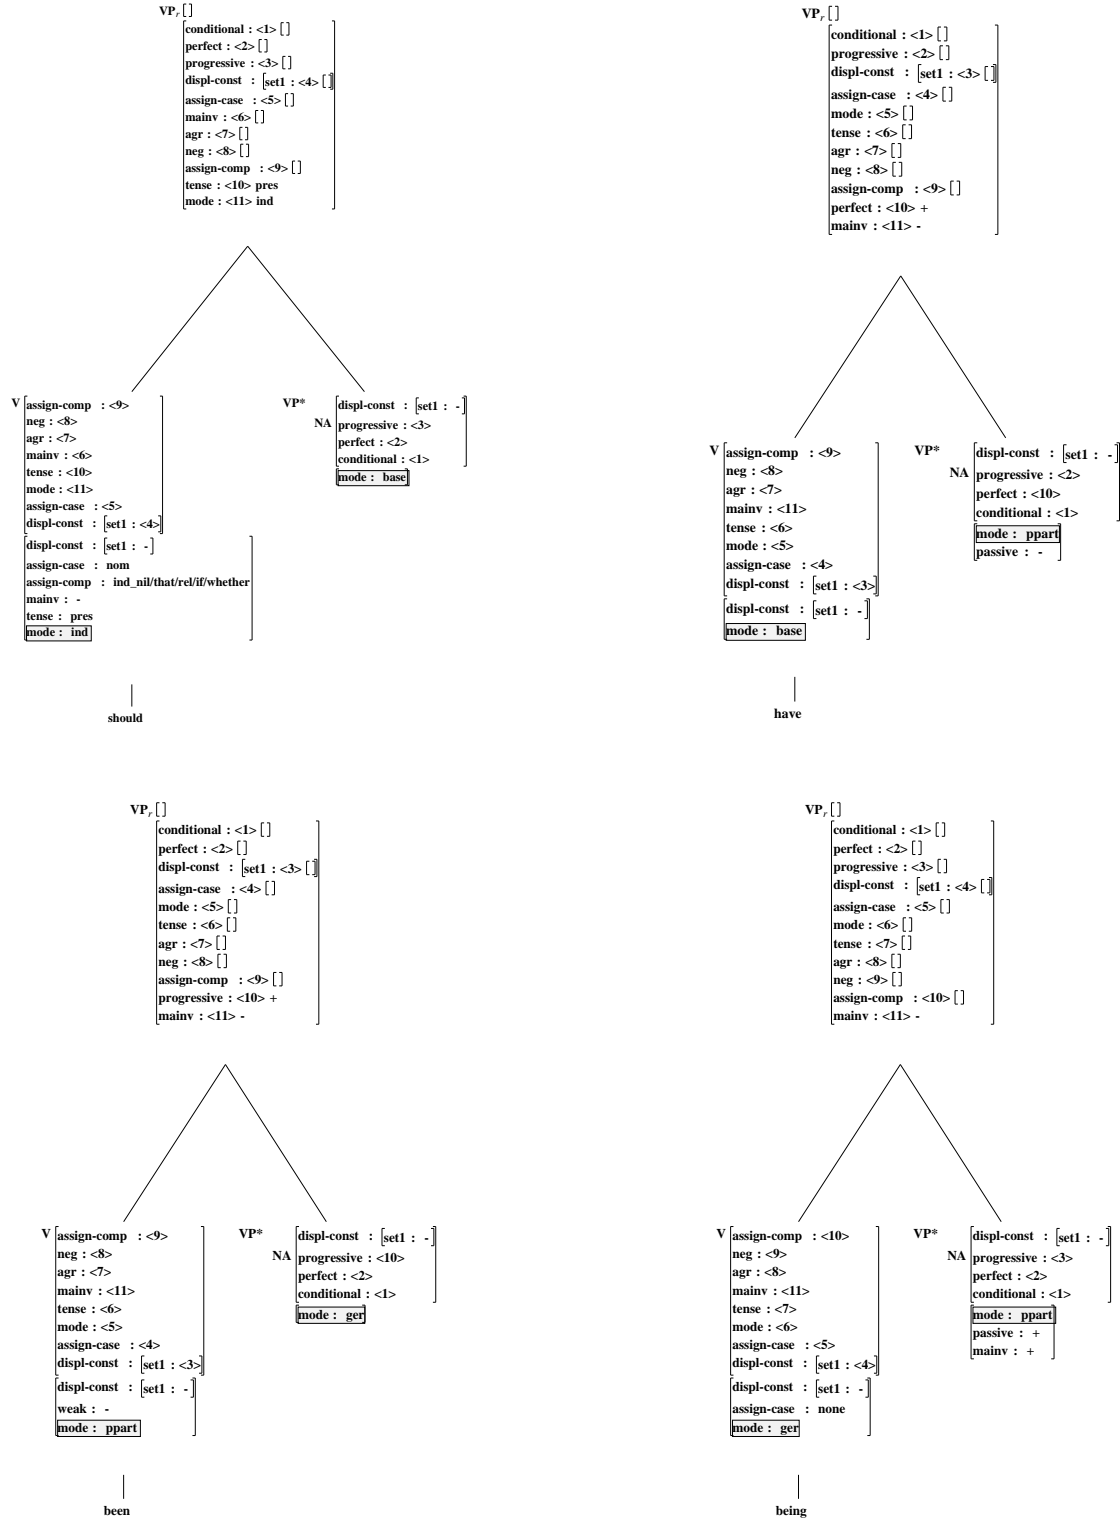 VPr []
conditional : <1> []
perfect : <2> []
progressive : <3> []
displ-const : [set1 : <4> []]
assign-case : <5> []
mainv : <6> []
agr : <7> []
neg : <8> []
assign-comp : <9> []
tense : <10> pres
mode : <11> ind
V
assign-comp : <9>
neg : <8>
agr : <7>
mainv : <6>
tense : <10>
mode : <11>
assign-case : <5>
displ-const : [set1 : <4>]
displ-const : [set1 : -]
assign-case : nom
assign-comp : ind_nil/that/rel/if/whether
mainv : -
tense : pres
mode : ind
should
VP*
NA
displ-const : [set1 : -]
progressive : <3>
perfect : <2>
conditional : <1>
mode : base
VPr []
conditional : <1> []
progressive : <2> []
displ-const : [set1 : <3> []]
assign-case : <4> []
mode : <5> []
tense : <6> []
agr : <7> []
neg : <8> []
assign-comp : <9> []
perfect : <10> +
mainv : <11> -
V
assign-comp : <9>
neg : <8>
agr : <7>
mainv : <11>
tense : <6>
mode : <5>
assign-case : <4>
displ-const : [set1 : <3>]
displ-const : [set1 : -]
mode : base
have
VP*
NA
displ-const : [set1 : -]
progressive : <2>
perfect : <10>
conditional : <1>
mode : ppart
passive : -
VPr []
conditional : <1> []
perfect : <2> []
displ-const : [set1 : <3> []]
assign-case : <4> []
mode : <5> []
tense : <6> []
agr : <7> []
neg : <8> []
assign-comp : <9> []
progressive : <10> +
mainv : <11> -
V
assign-comp : <9>
neg : <8>
agr : <7>
mainv : <11>
tense : <6>
mode : <5>
assign-case : <4>
displ-const : [set1 : <3>]
displ-const : [set1 : -]
weak : -
mode : ppart
been
VP*
NA
displ-const : [set1 : -]
progressive : <10>
perfect : <2>
conditional : <1>
mode : ger
VPr []
conditional : <1> []
perfect : <2> []
progressive : <3> []
displ-const : [set1 : <4> []]
assign-case : <5> []
mode : <6> []
tense : <7> []
agr : <8> []
neg : <9> []
assign-comp : <10> []
mainv : <11> -
V
assign-comp : <10>
neg : <9>
agr : <8>
mainv : <11>
tense : <7>
mode : <6>
assign-case : <5>
displ-const : [set1 : <4>]
displ-const : [set1 : -]
assign-case : none
mode : ger
being
VP*
NA
displ-const : [set1 : -]
progressive : <3>
perfect : <2>
conditional : <1>
mode : ppart
passive : +
mainv : +